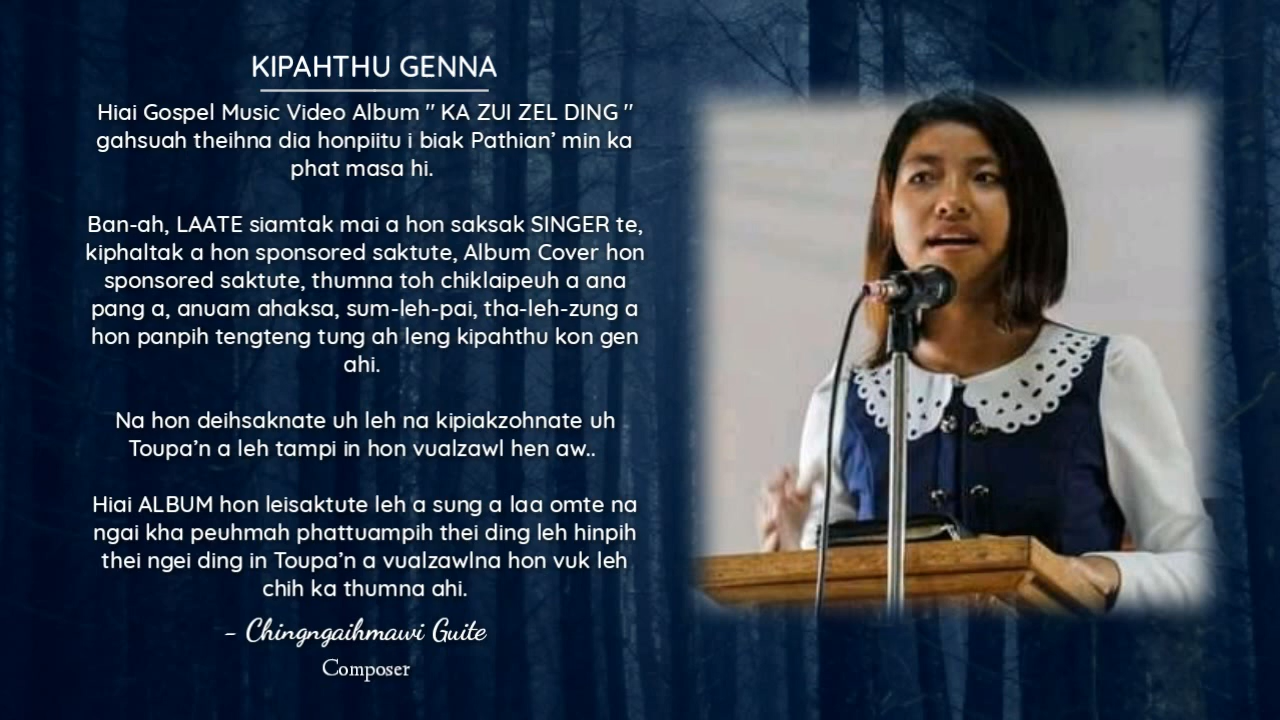 KIPAHTHU GENNA
Hiai Gospel Music Video Album " KA ZUI ZEL DING "
gahsuah theihna dia honpiitu i biak Pathian’ min ka
phat masa hi.
Ban-ah, LAATE siamtak mai a hon saksak SINGER te,
kiphaltak a hon sponsored saktute, Album Cover hon
sponsored saktute, thumna toh chiklaipeuh a ana
pang a, anuam ahaksa, sum-leh-pai, tha-leh-zung a
hon panpih tengteng tung ah leng kipahthu kon gen
ahi.
Na hon deihsaknate uh leh na kipiakzohnate uh
Toupa’n a leh tampi in hon vualzawl hen aw..
Hiai ALBUM hon leisaktute leh a sung a laa omte na
ngai kha peuhmah phattuampih thei ding leh hinpih
thei ngei ding in Toupa’n a vualzawlna hon vuk leh
chih ka thumna ahi.
- Chingngaihmawi Guite
Composer